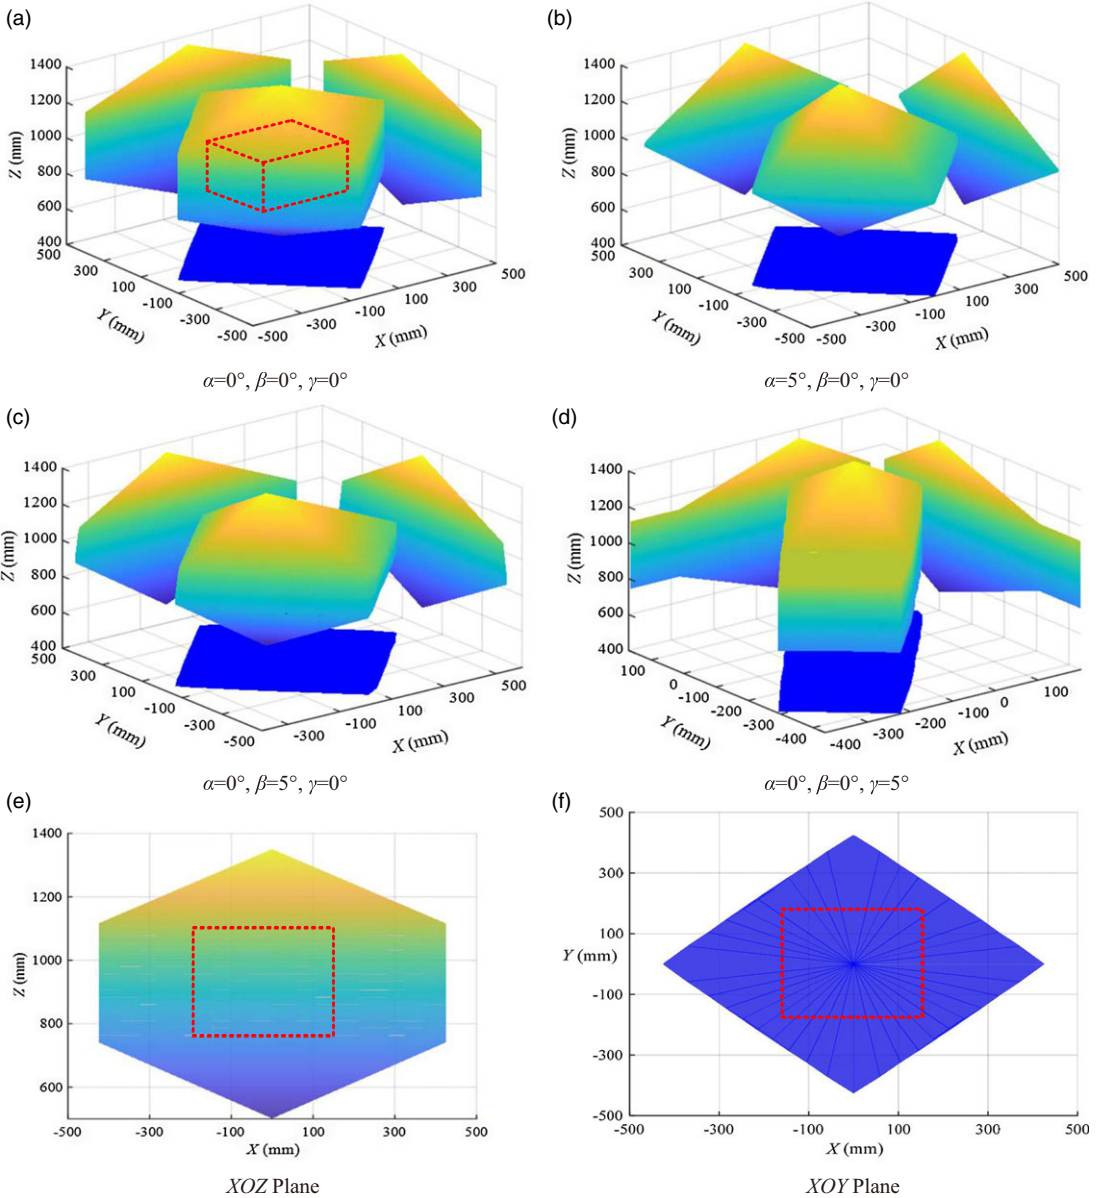 (a)
1400
1200
1000
800
600
400
Z (mm)
500
300
100
-100
-300
-500
Y (mm)
-500
-300
-100
100
300
500
X (mm)
α=0°, β=0°, γ=0°
(b)
1400
1200
1000
800
600
400
Z (mm)
500
300
100
-100
-300
-500
Y (mm)
-500
-300
-100
100
300
500
X (mm)
α=5°, β=0°, γ=0°
(c)
1400
1200
1000
800
600
400
Z (mm)
500
300
100
-100
-300
-500
Y (mm)
-300
-100
100
300
500
X (mm)
α=0°, β=5°, γ=0°
(d)
1400
1200
1000
800
600
400
Z (mm)
100
0
-100
-200
-300
-400
Y (mm)
-400
-300
-200
-100
0
100
X (mm)
α=0°, β=0°, γ=5°
(e)
1400
1200
1000
800
600
Z (mm)
-500 -300 -100 100 300 500
X (mm)
XOZ Plane
(f)
500
300
100
Y (mm)
-100
-300
-500
-500 -300 -100 100 300 500
X (mm)
XOY Plane